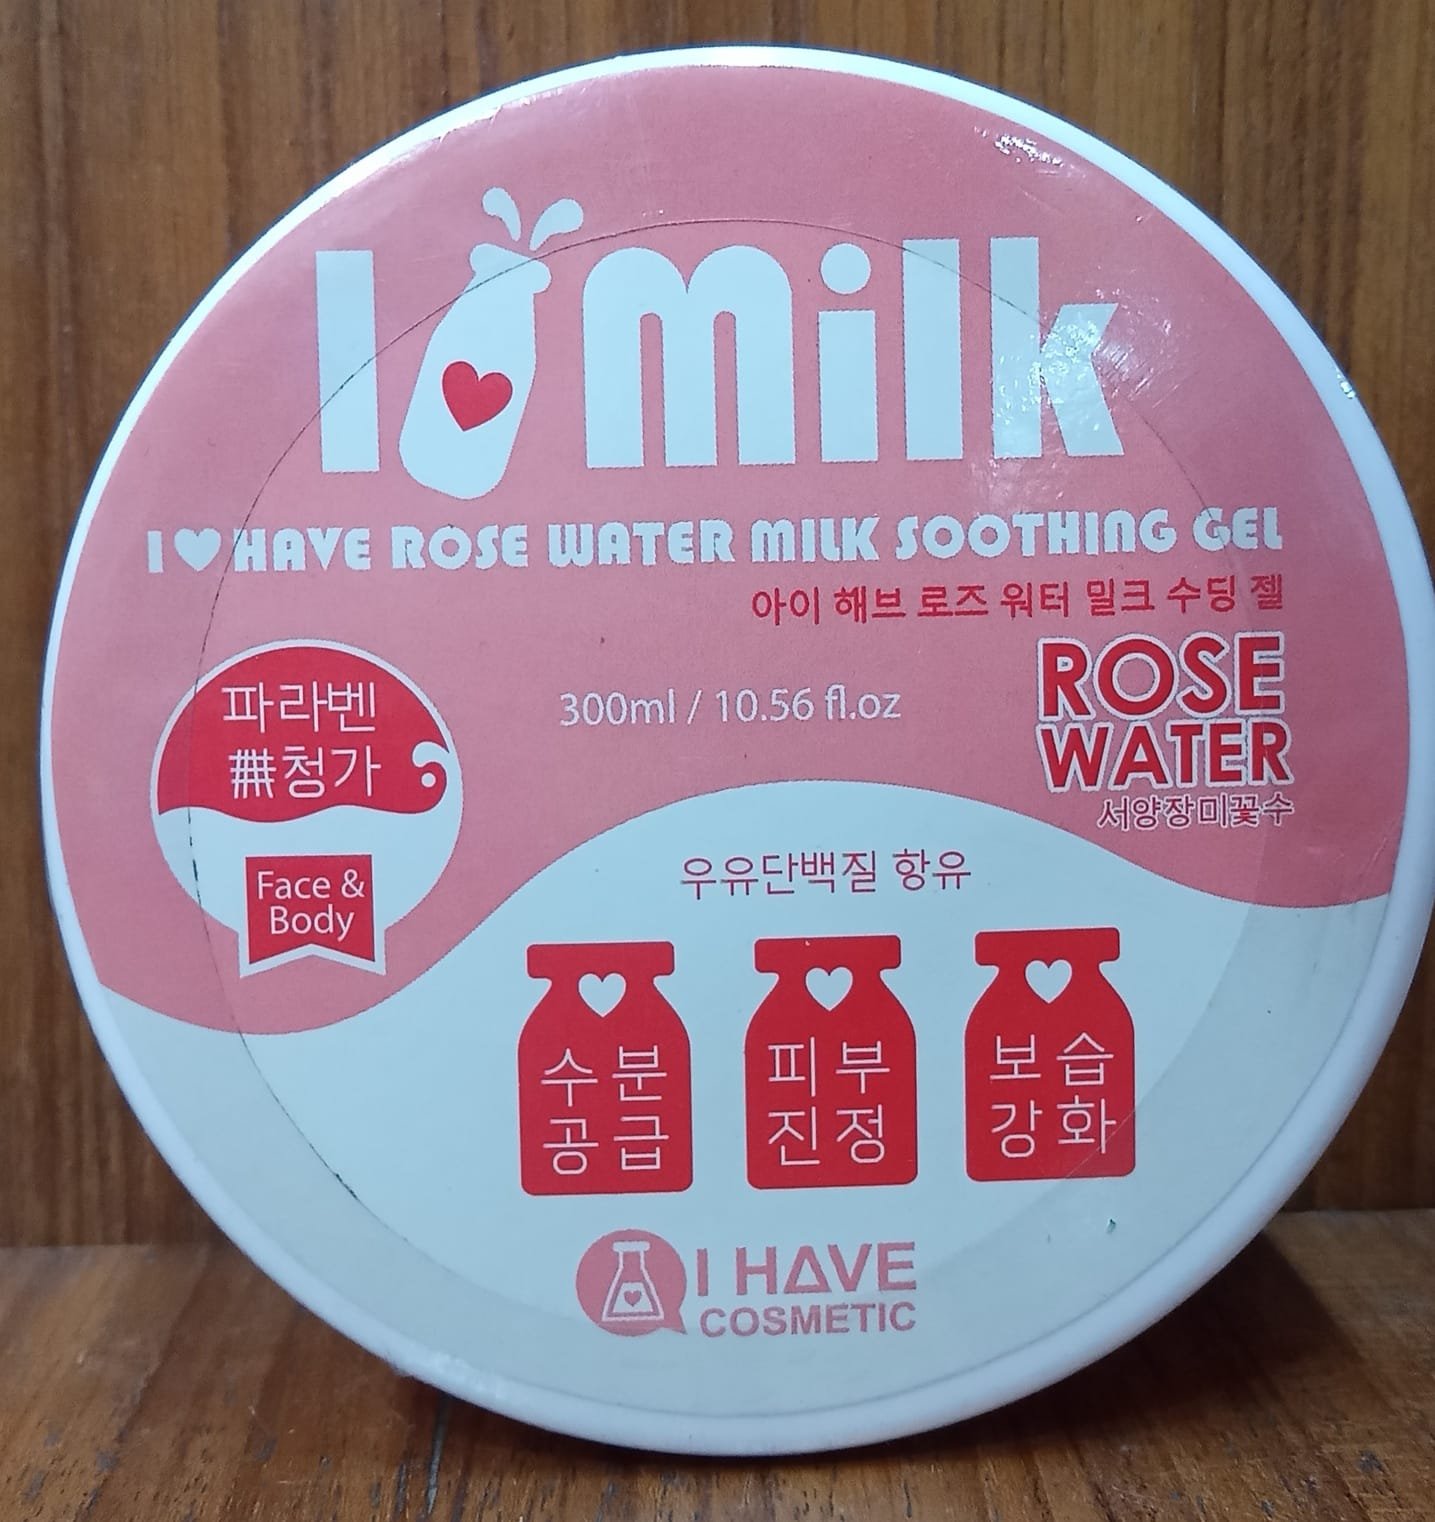 I milk
I ♥ HAVE ROSE WATER MILK SOOTHING GEL
아이 해브 로즈 워터 밀크 수딩 젤
ROSE
WATER
서양장미꽃수
300ml / 10.56 fl.oz
파라벤
無청가
Face &
Body
우유단백질 항유
수분
공급
피부
진정
보습
강화
I HAVE
COSMETIC